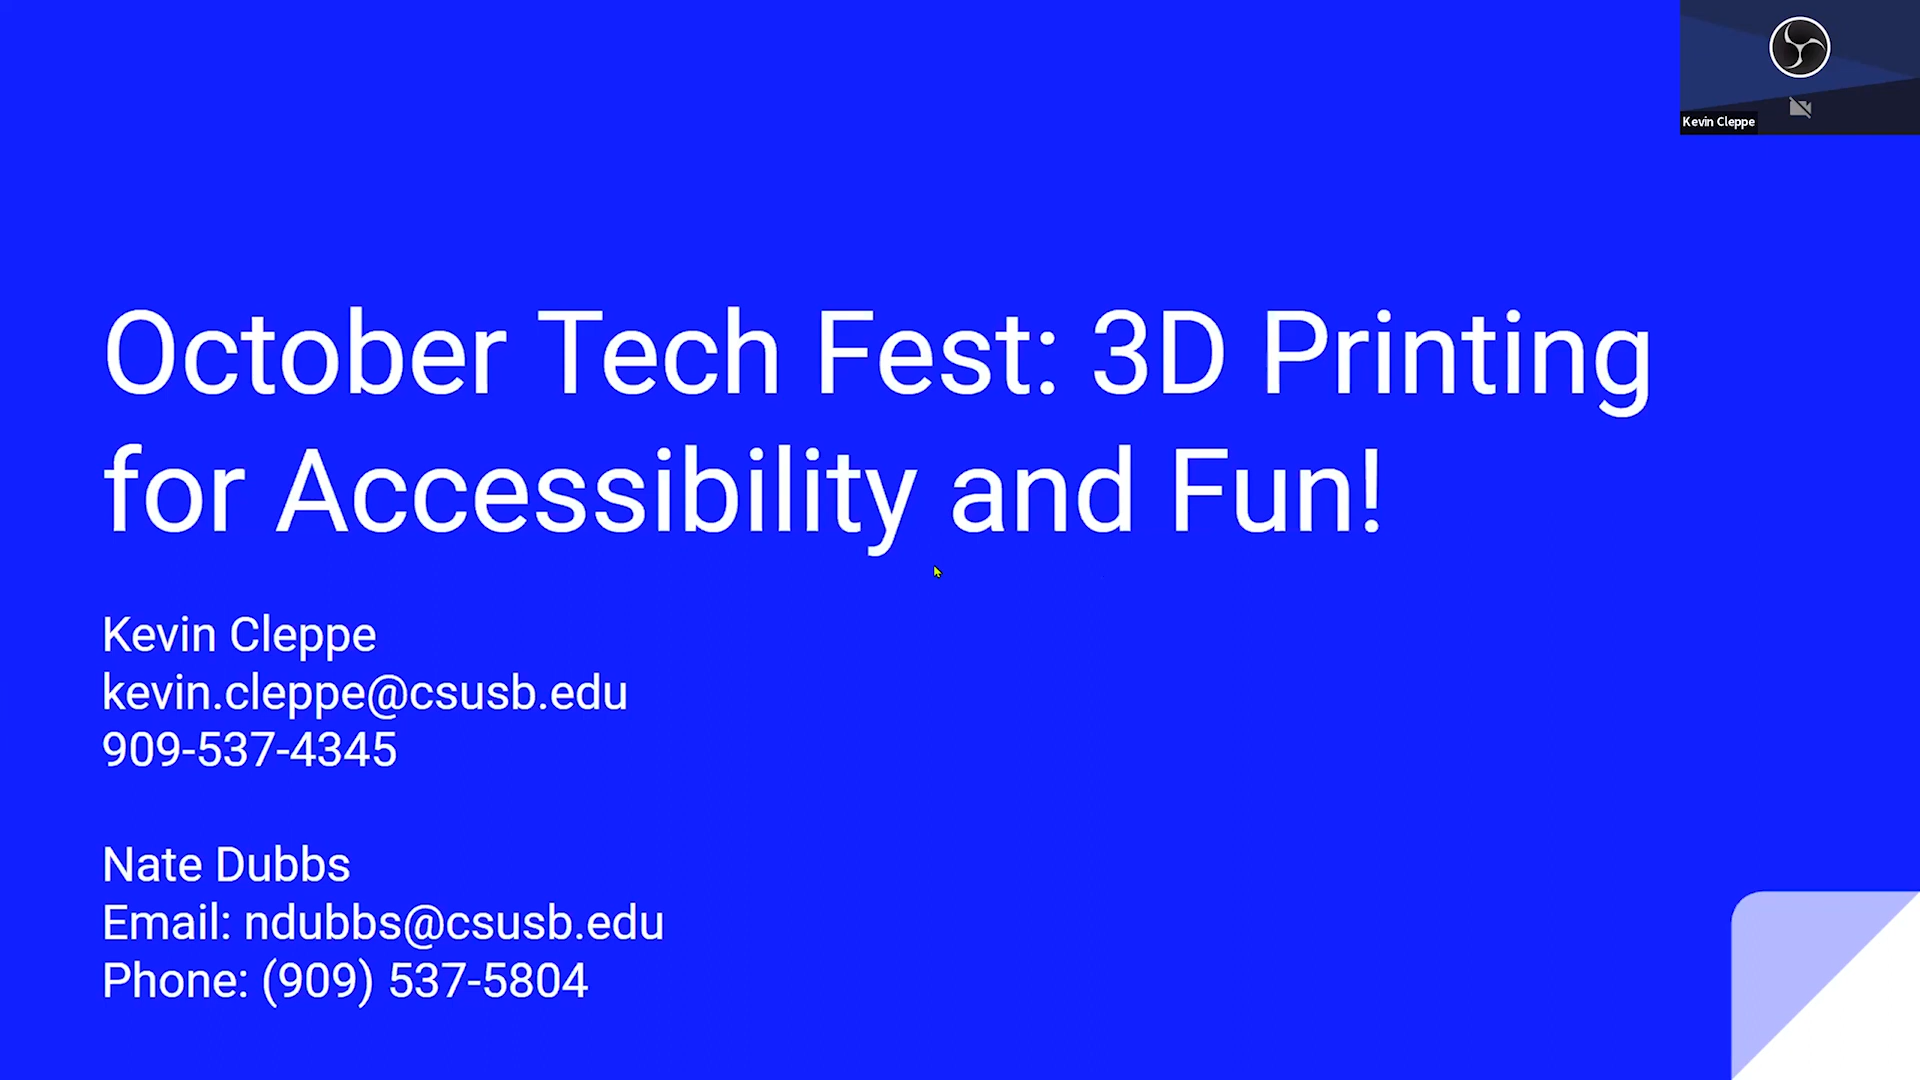 Kevin Cleppe
October Tech Fest: 3D Printing
for Accessibility and Fun!
Kevin Cleppe
kevin.cleppe@csusb.edu
909-537-4345
Nate Dubbs
Email: ndubbs@csusb.edu
Phone: (909) 537-5804